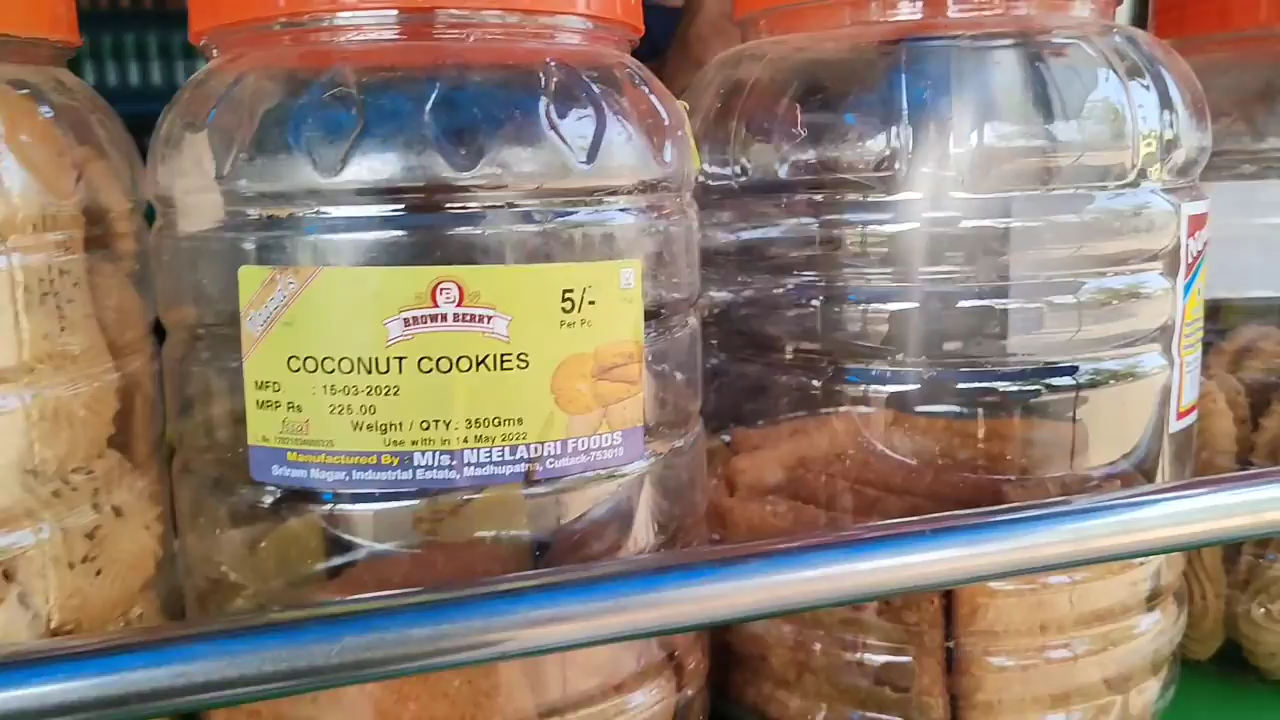 BROWN BERRY
5/-
Per Pc
COCONUT COOKIES
MFD. : 15-03-2022
MRP Rs 225.00
fssai
Weight / QTY: 350Gms
Use with in 14 May 2022
Manufactured By : M/s. NEELADRI FOODS
Sriram Nagar, Industrial Estate, Madhupatna, Cuttack-753010